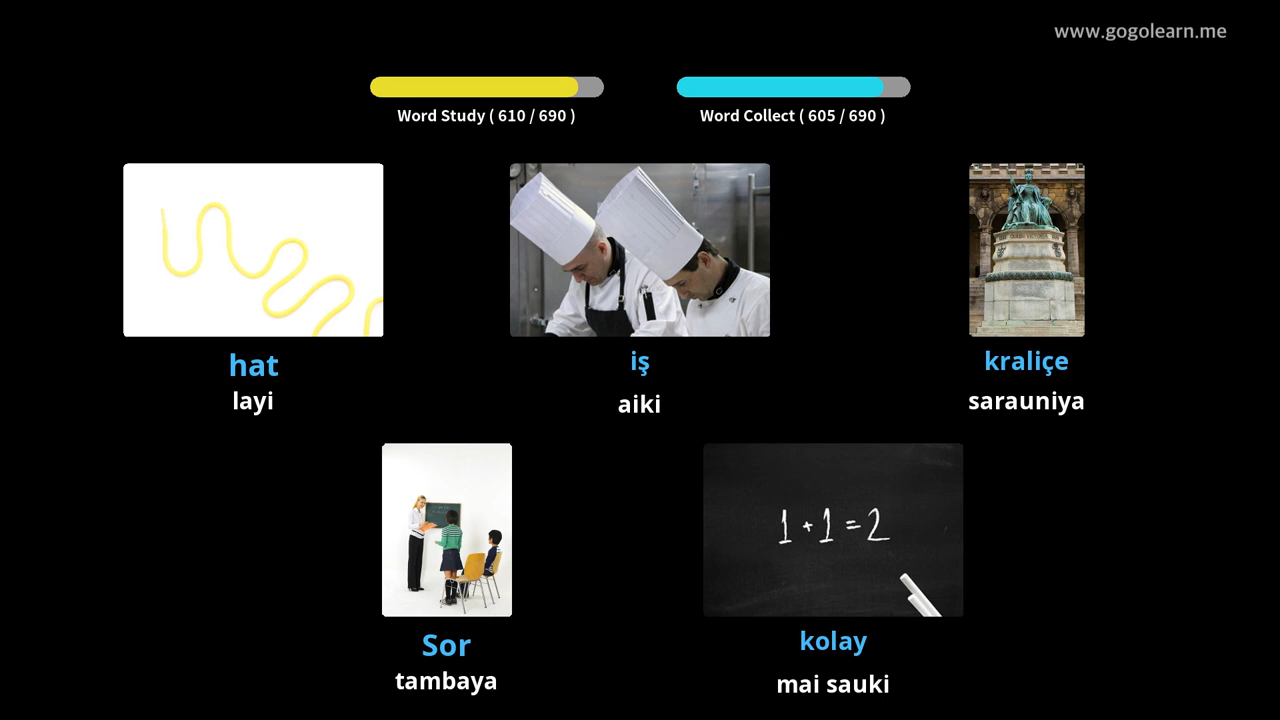 www.gogolearn.me
Word Study ( 610 / 690 )
Word Collect ( 605 / 690 )
hat
layi
iş
aiki
kraliçe
sarauniya
1 + 1 = 2
Sor
tambaya
kolay
mai sauki